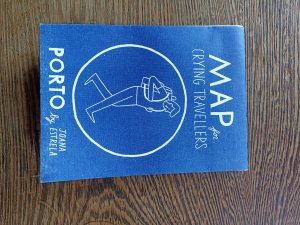 MAP for
CRYING TRAVELLERS
PORTO by JOANA
ESTRELA